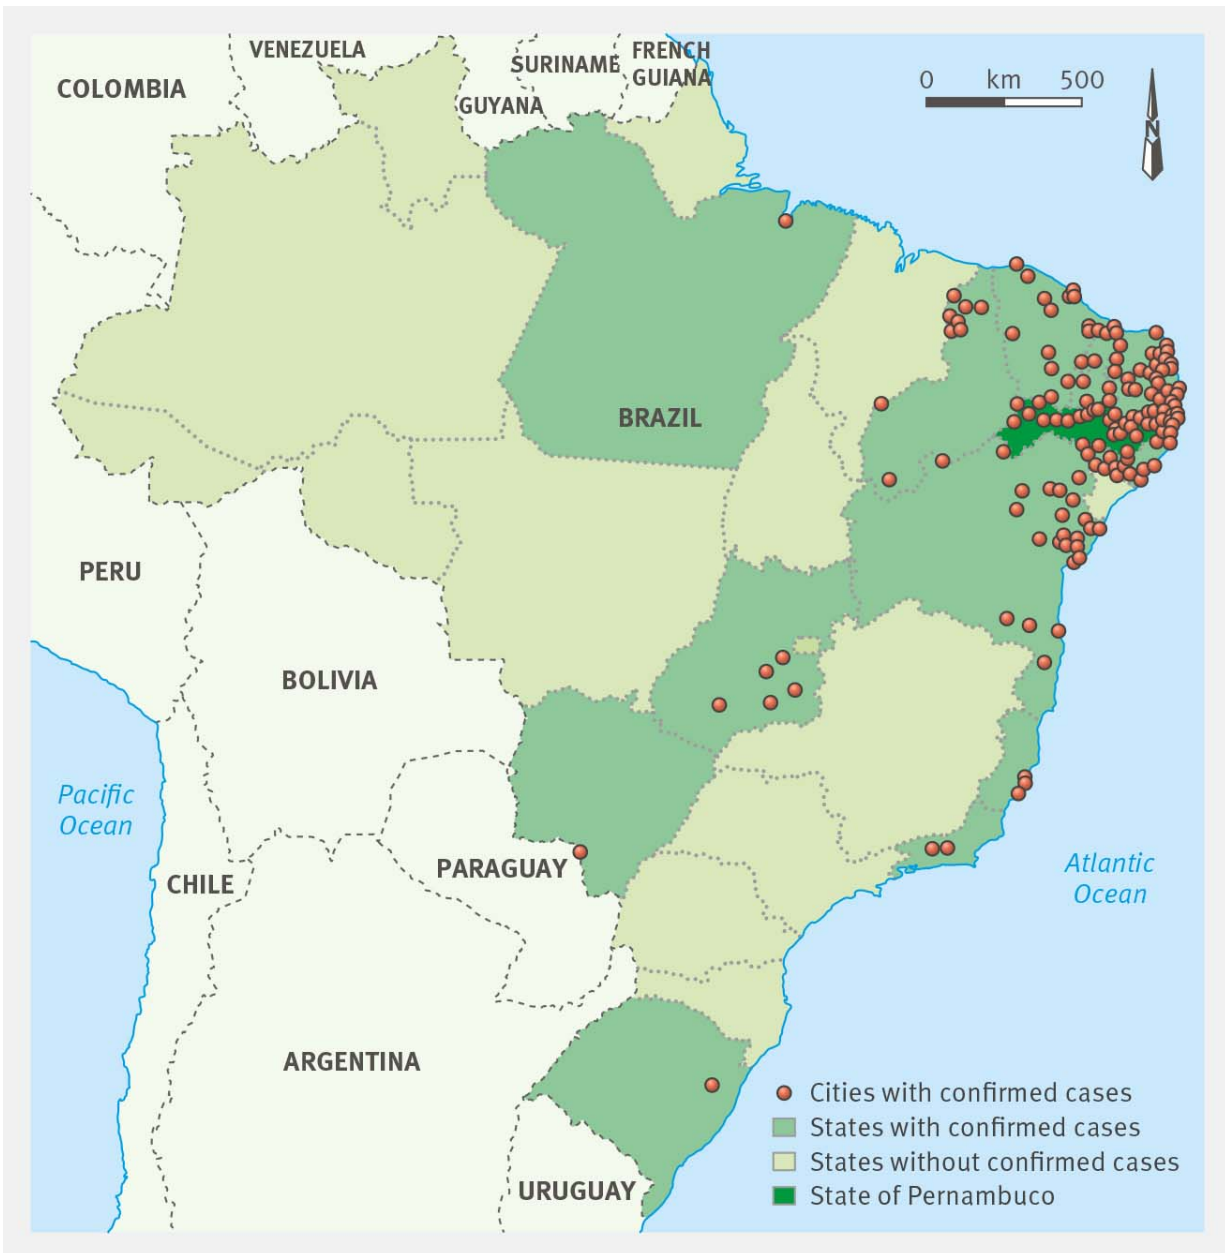 VENEZUELA
SURINAME
FRENCH
GUIANA
COLOMBIA
GUYANA
0 km 500
N
BRAZIL
PERU
BOLIVIA
Pacific
Ocean
PARAGUAY
CHILE
Atlantic
Ocean
ARGENTINA
URUGUAY
Cities with confirmed cases
States with confirmed cases
States without confirmed cases
State of Pernambuco